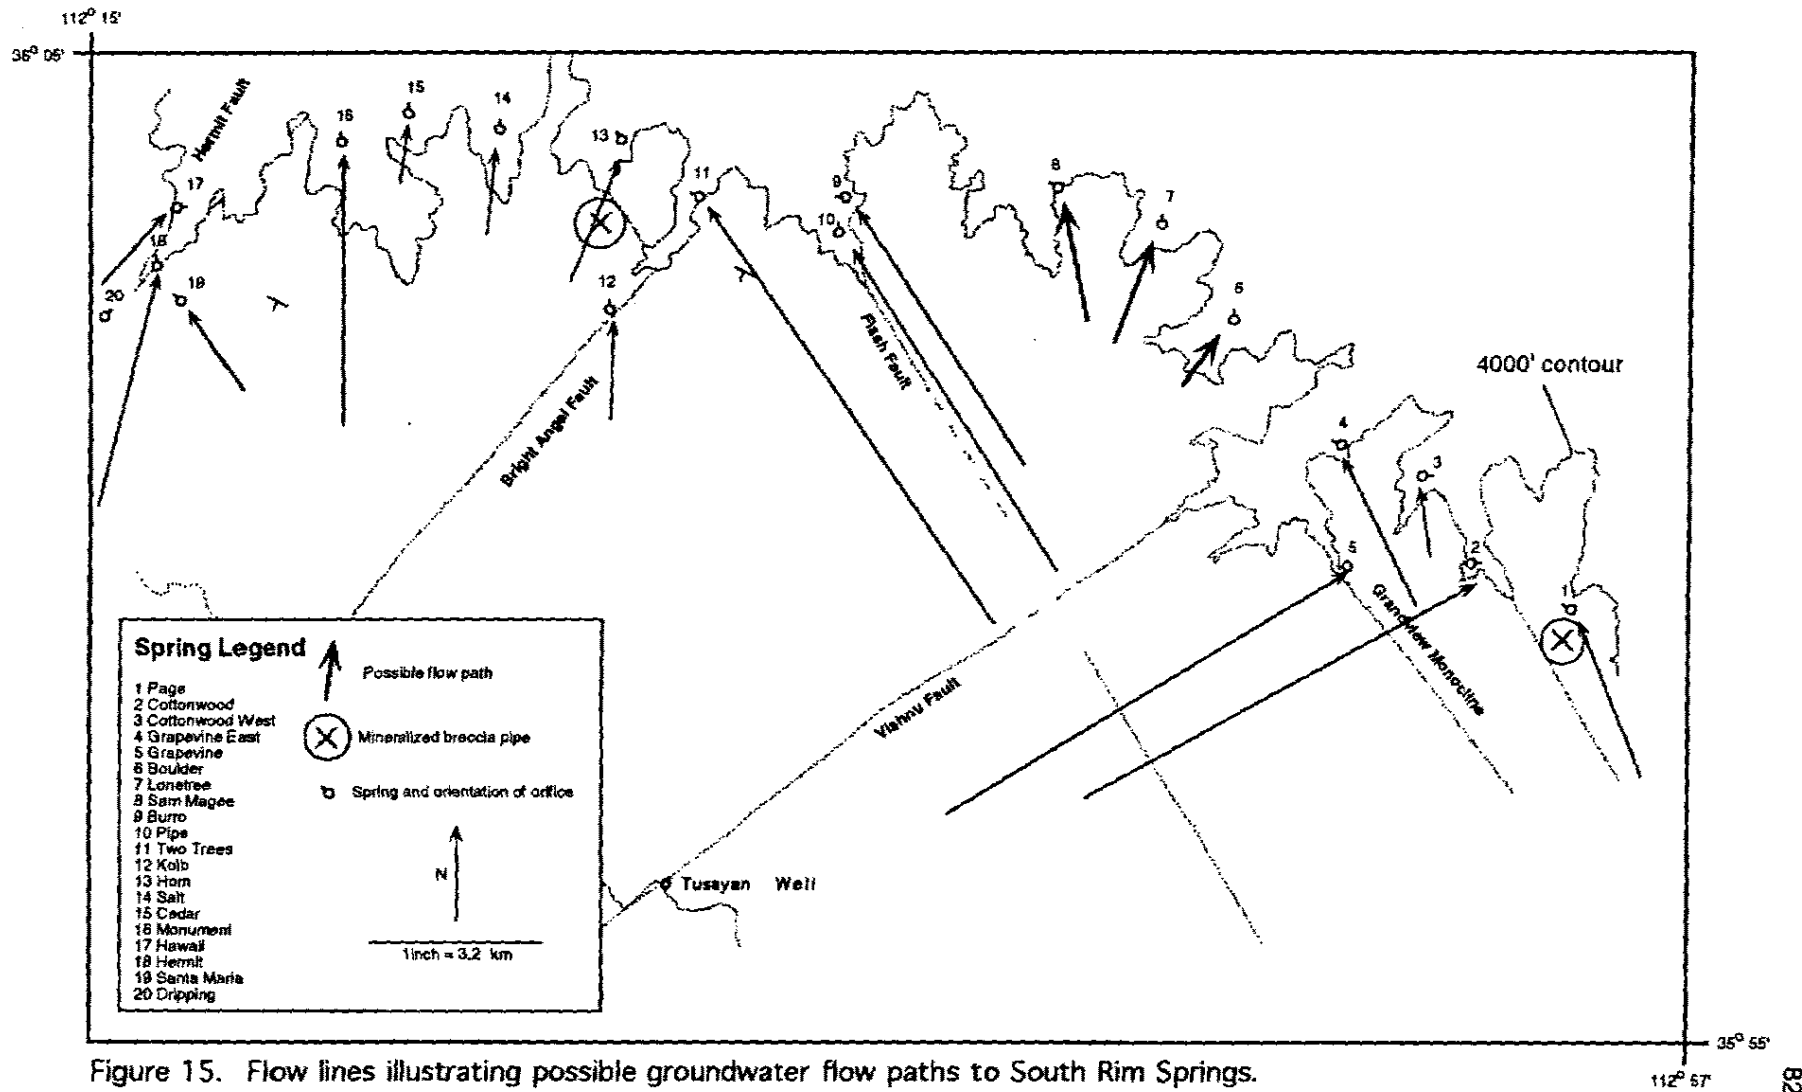 112° 15'
36° 05'
Hermit Fault
15
14
16
13
17
11
9
8
7
10
18
19
20
12
6
Flash Fault
4000' contour
Bright Angel Fault
4
3
5
2
1
Grandview Monocline
Vishnu Fault
Spring Legend
Possible flow path
1 Page
2 Cottonwood
3 Cottonwood West
4 Grapevine East
5 Grapevine
6 Boulder
7 Lonetree
8 Sam Magee
9 Burro
10 Pipe
11 Two Trees
12 Kolb
13 Horn
14 Salt
15 Cedar
16 Monument
17 Hawaii
18 Hermit
19 Santa Maria
20 Dripping
Mineralized breccia pipe
Spring and orientation of orifice
N
1inch = 3.2 km
Tusayan Well
35° 55'
112° 57'
Figure 15. Flow lines illustrating possible groundwater flow paths to South Rim Springs.
B2